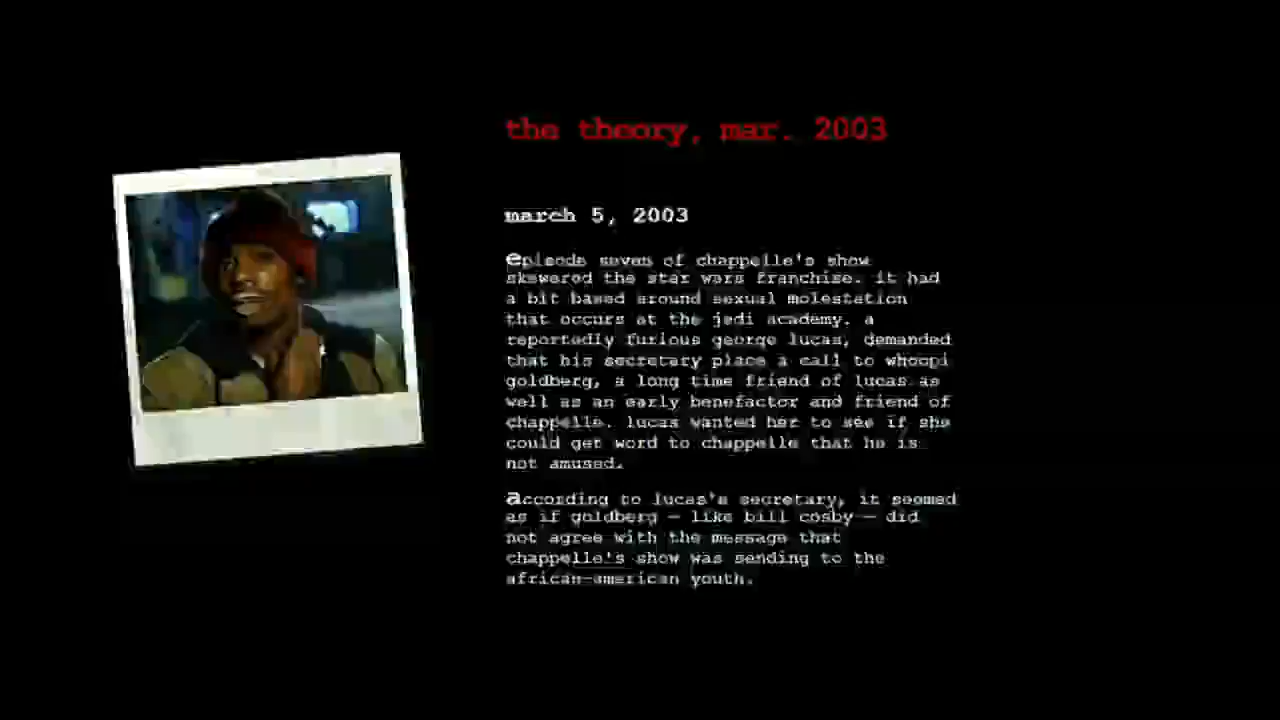 the theory, mar. 2003
march 5, 2003
episode seven of chappelle's show
skewered the star wars franchise. it had
a bit based around sexual molestation
that occurs at the jedi academy. a
reportedly furious george lucas, demanded
that his secretary place a call to whoopi
goldberg, a long time friend of lucas as
well as an early benefactor and friend of
chappelle. lucas wanted her to see if she
could get word to chappelle that he is
not amused.
according to lucas's secretary, it seemed
as if goldberg — like bill cosby — did
not agree with the message that
chappelle's show was sending to the
african-american youth.